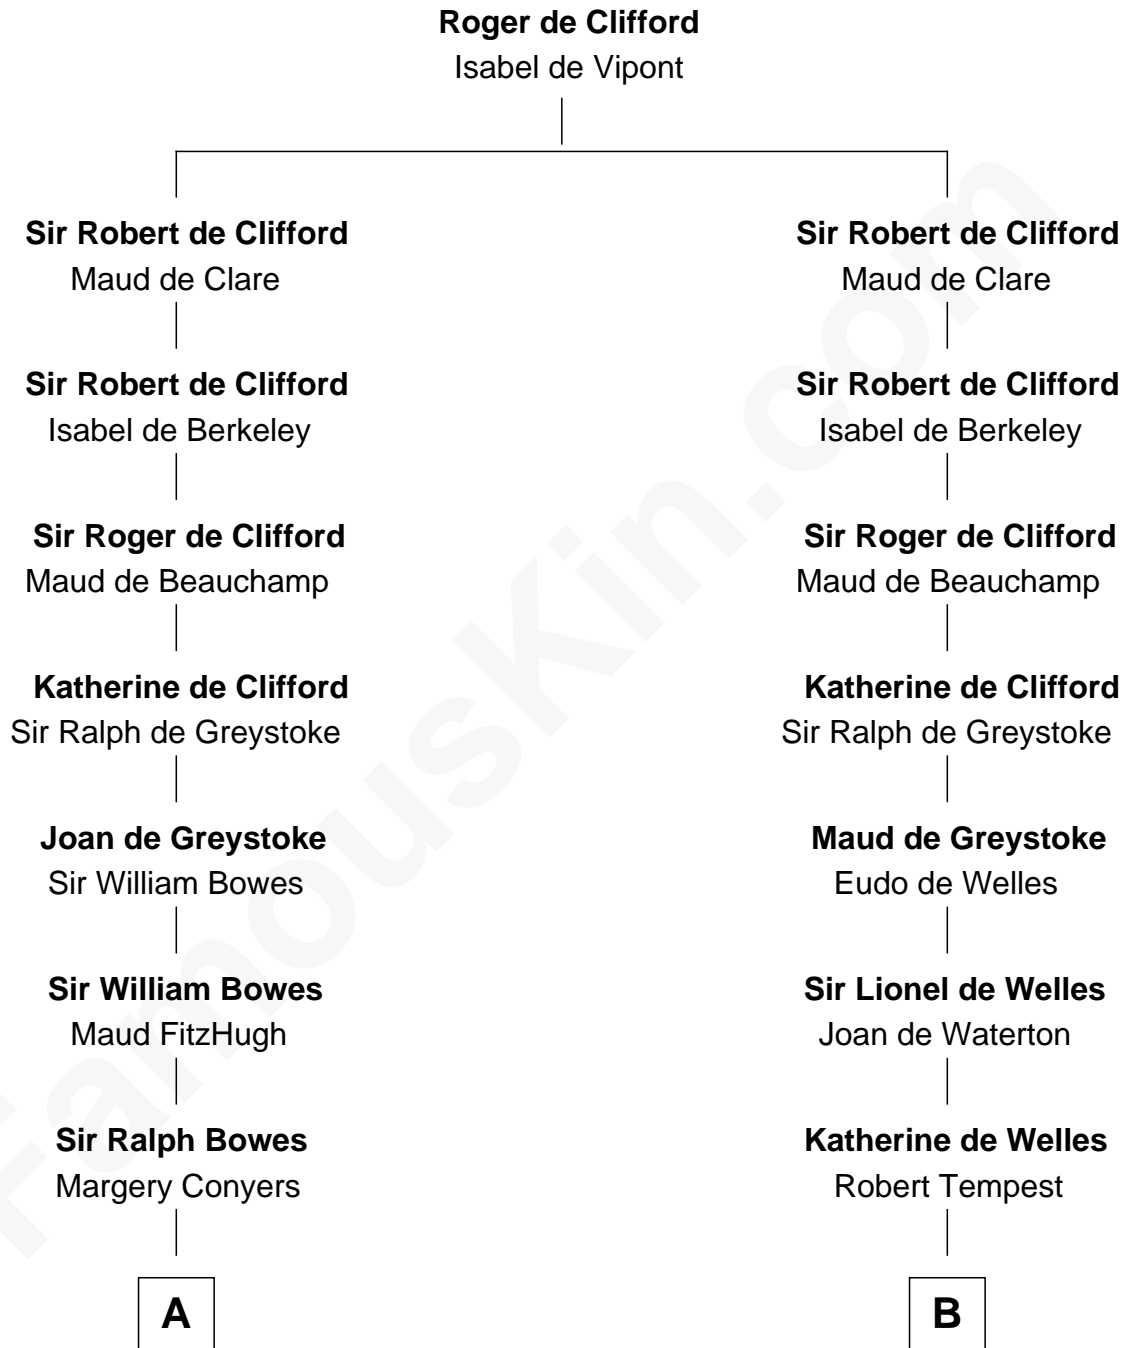 Roger de Clifford
Isabel de Vipont
Sir Robert de Clifford
Maud de Clare
Sir Robert de Clifford
Isabel de Berkeley
Sir Roger de Clifford
Maud de Beauchamp
Katherine de Clifford
Sir Ralph de Greystoke
Joan de Greystoke
Sir William Bowes
Sir William Bowes
Maud FitzHugh
Sir Ralph Bowes
Margery Conyers
A
Sir Robert de Clifford
Maud de Clare
Sir Robert de Clifford
Isabel de Berkeley
Sir Roger de Clifford
Maud de Beauchamp
Katherine de Clifford
Sir Ralph de Greystoke
Maud de Greystoke
Eudo de Welles
Sir Lionel de Welles
Joan de Waterton
Katherine de Welles
Robert Tempest
B
FamousKin.com